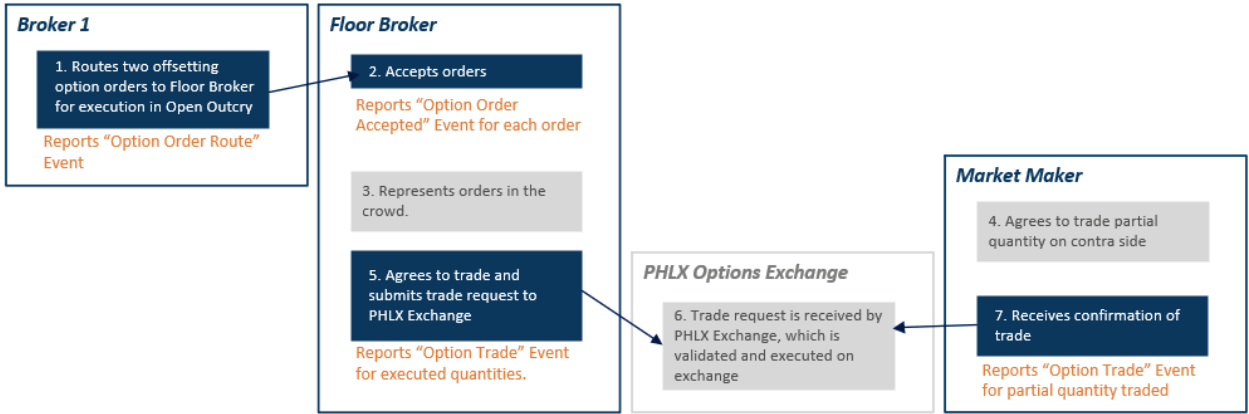 Broker 1
1. Routes two offsetting
option orders to Floor Broker
for execution in Open Outcry
Reports “Option Order Route”
Event
Floor Broker
2. Accepts orders
Reports “Option Order
Accepted” Event for each order
3. Represents orders in the
crowd.
5. Agrees to trade and
submits trade request to
PHLX Exchange
Reports “Option Trade” Event
for executed quantities.
PHLX Options Exchange
6. Trade request is received by
PHLX Exchange, which is
validated and executed on
exchange
Market Maker
4. Agrees to trade partial
quantity on contra side
7. Receives confirmation of
trade
Reports “Option Trade” Event
for partial quantity traded